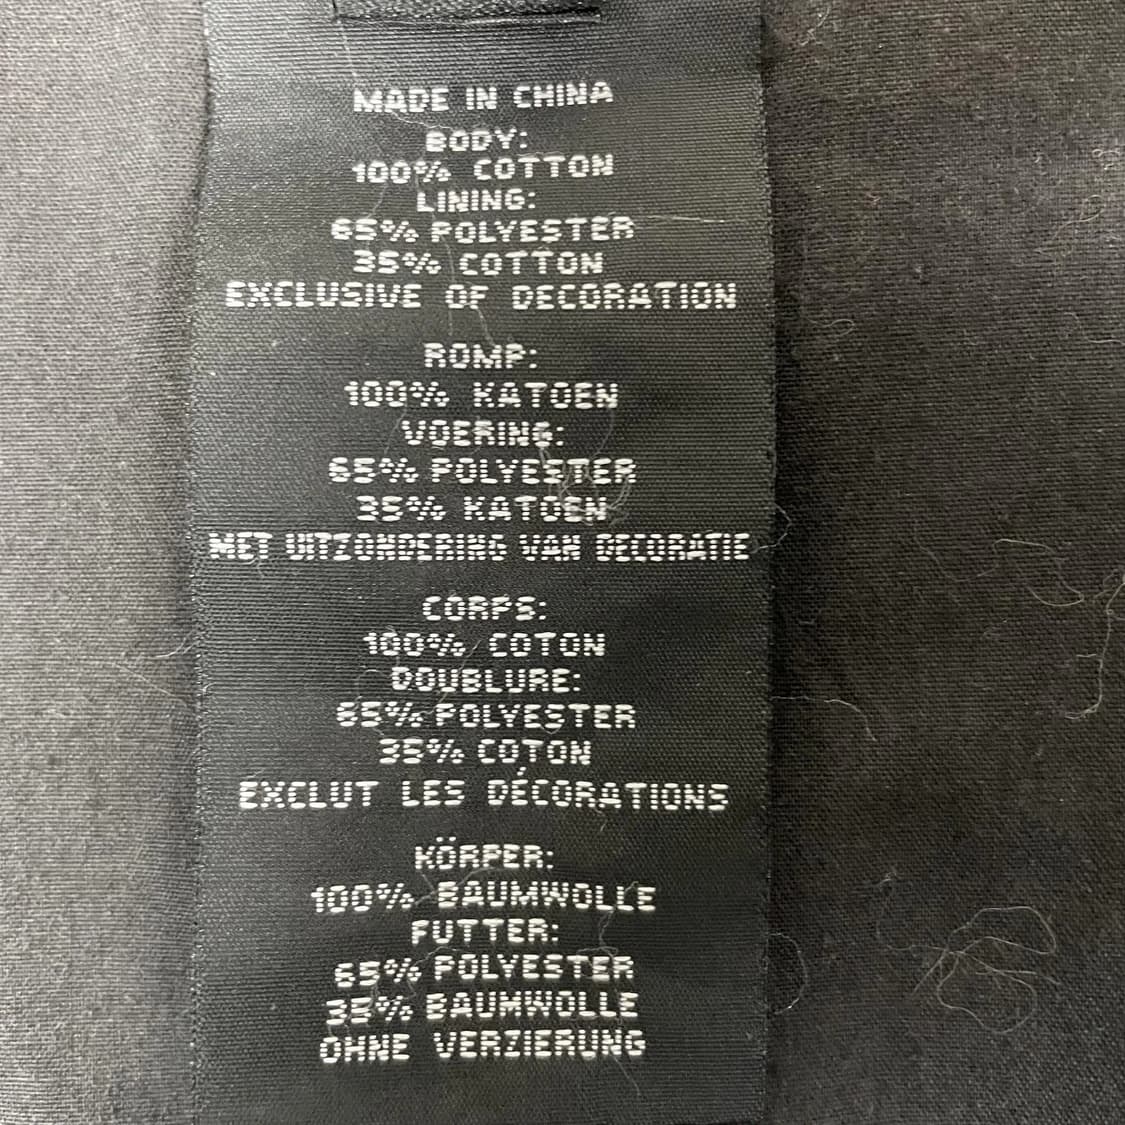 MADE IN CHINA
BODY:
100% COTTON
LINING:
65% POLYESTER
35% COTTON
EXCLUSIVE OF DECORATION
ROMP:
100% KATOEN
VOERING:
65% POLYESTER
35% KATOEN
MET UITZONDERING VAN DECORATIE
CORPS:
100% COTON
DOUBLURE:
65% POLYESTER
35% COTON
EXCLUT LES DÉCORATIONS
KÖRPER:
100% BAUMWOLLE
FUTTER:
65% POLYESTER
35% BAUMWOLLE
OHNE VERZIERUNG